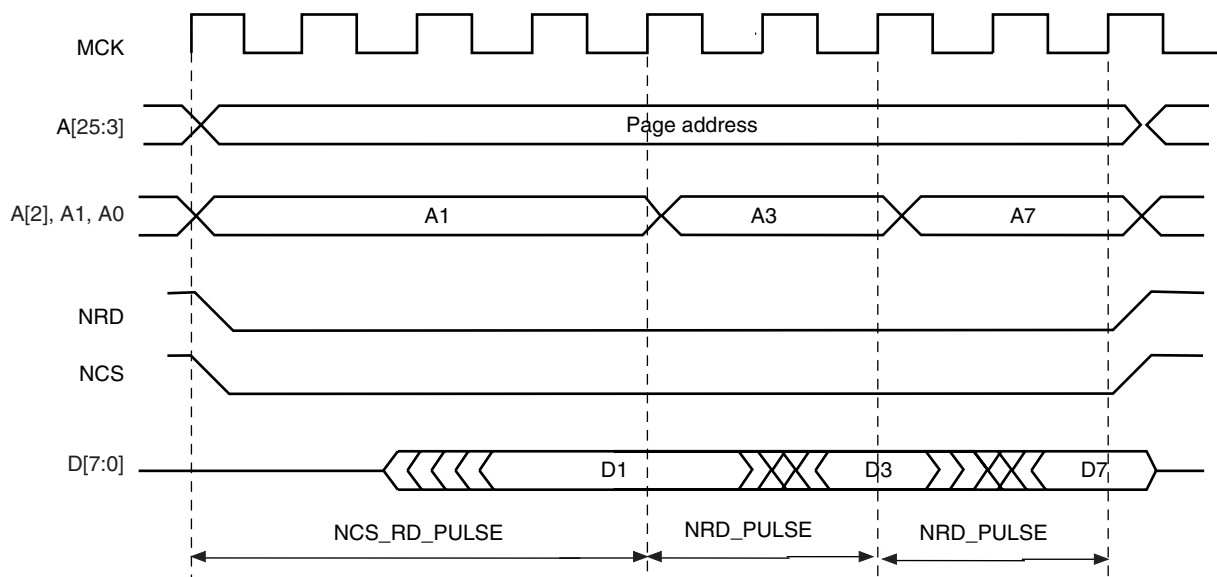 MCK
A[25:3]
Page address
A[2], A1, A0
A1
A3
A7
NRD
NCS
D[7:0]
D1
D3
D7
NCS_RD_PULSE
NRD_PULSE
NRD_PULSE